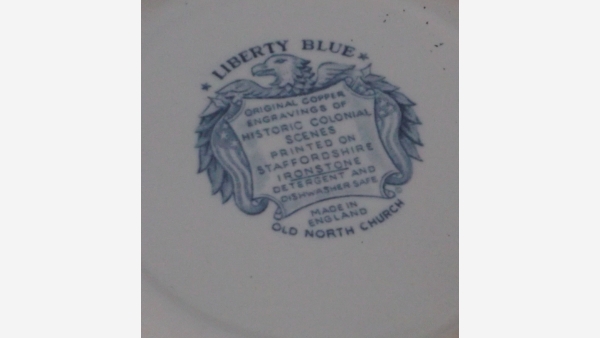 LIBERTY BLUE
ORIGINAL COPPER
ENGRAVINGS OF
HISTORIC COLONIAL
SCENES
PRINTED ON
STAFFORDSHIRE
IRONSTONE
DETERGENT AND
DISHWASHER SAFE
MADE IN
ENGLAND
OLD NORTH CHURCH